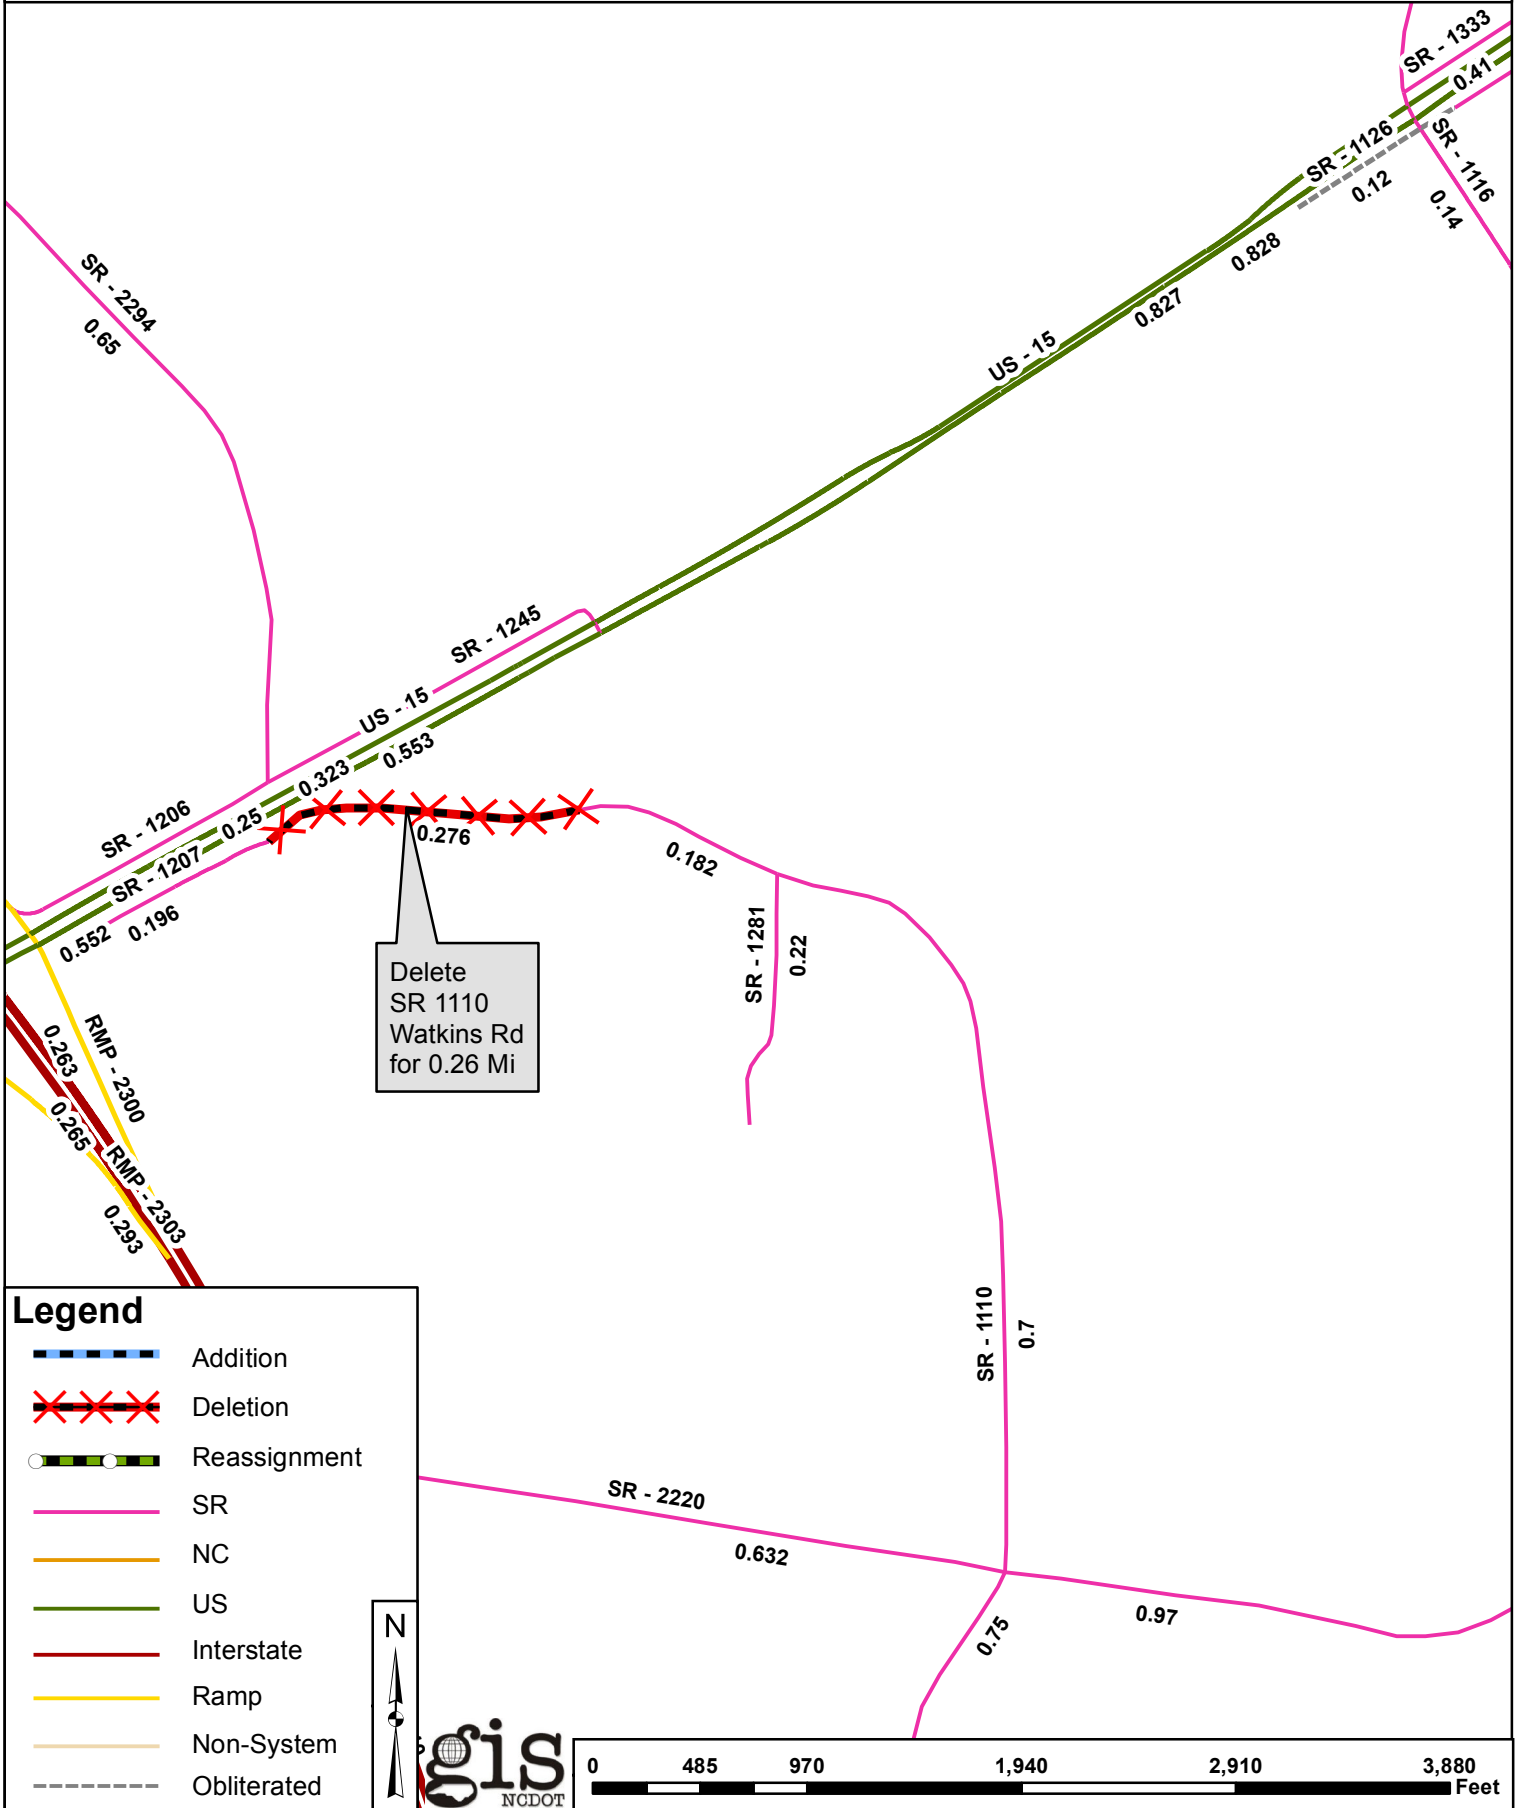 SR - 1333
0.41
SR - 1126
0.12
SR - 1116
0.14
0.828
0.827
US - 15
SR - 2294
0.65
SR - 1245
US - 15
0.553
0.323
0.25
SR - 1206
SR - 1207
0.196
0.552
0.276
0.182
SR - 1281
0.22
Delete
SR 1110
Watkins Rd
for 0.26 Mi
0.263
RMP - 2300
0.265
RMP - 2303
0.293
SR - 1110
0.7
SR - 2220
0.632
0.97
0.75
Legend
Addition
Deletion
Reassignment
SR
NC
US
Interstate
Ramp
Non-System
Obliterated
N
gis
NCDOT
0 485 970 1,940 2,910 3,880
Feet